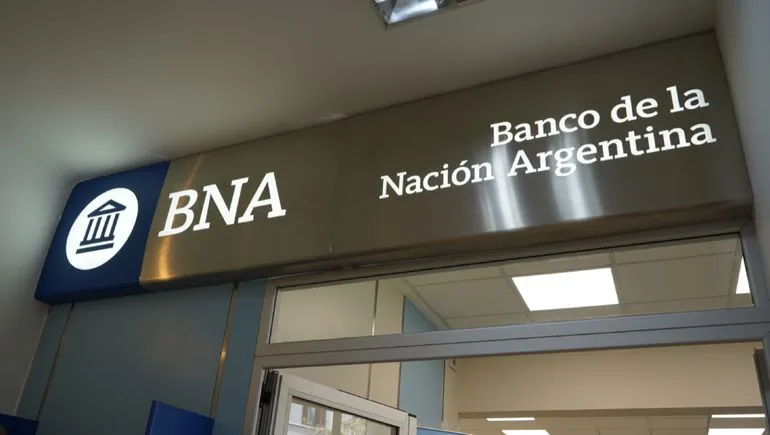 BNA
Banco de la
Nación Argentina